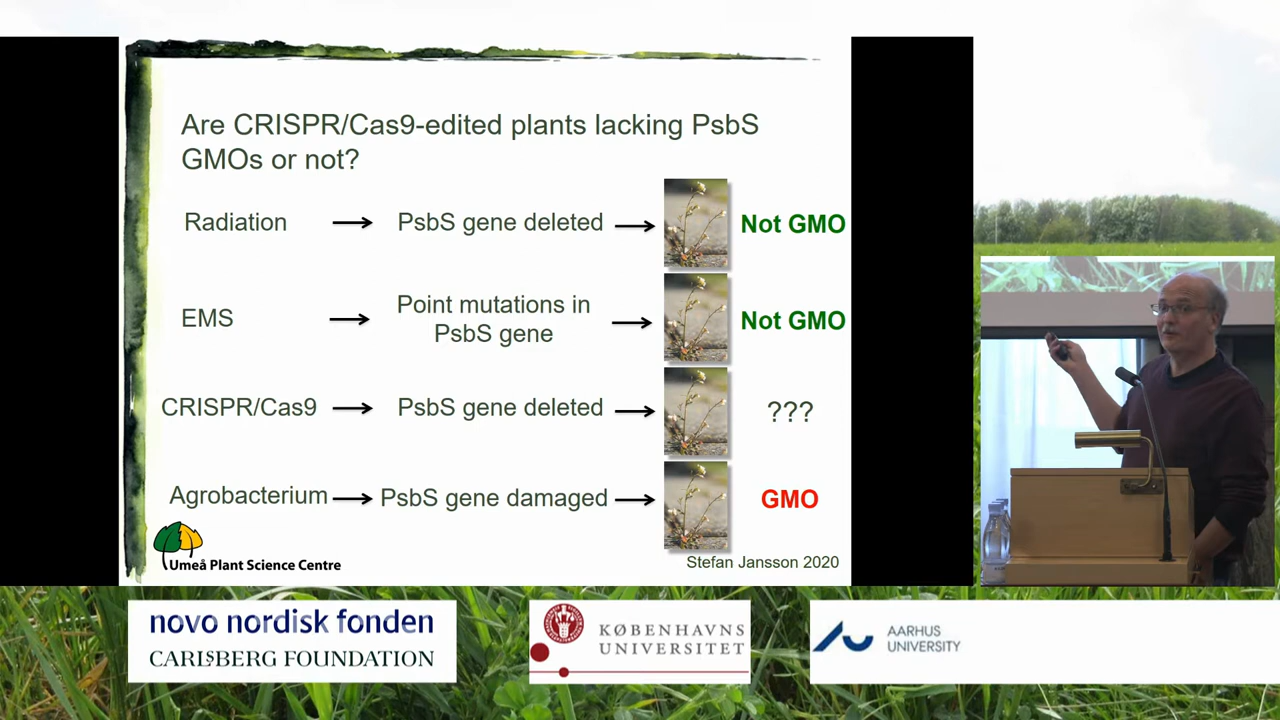 Are CRISPR/Cas9-edited plants lacking PsbS
GMOs or not?
Radiation → PsbS gene deleted → Not GMO
EMS → Point mutations in PsbS gene → Not GMO
CRISPR/Cas9 → PsbS gene deleted → ???
Agrobacterium → PsbS gene damaged → GMO
Umeå Plant Science Centre
Stefan Jansson 2020
novo nordisk fonden
CARLSBERG FOUNDATION
KØBENHAVNS
UNIVERSITET
AARHUS
UNIVERSITY